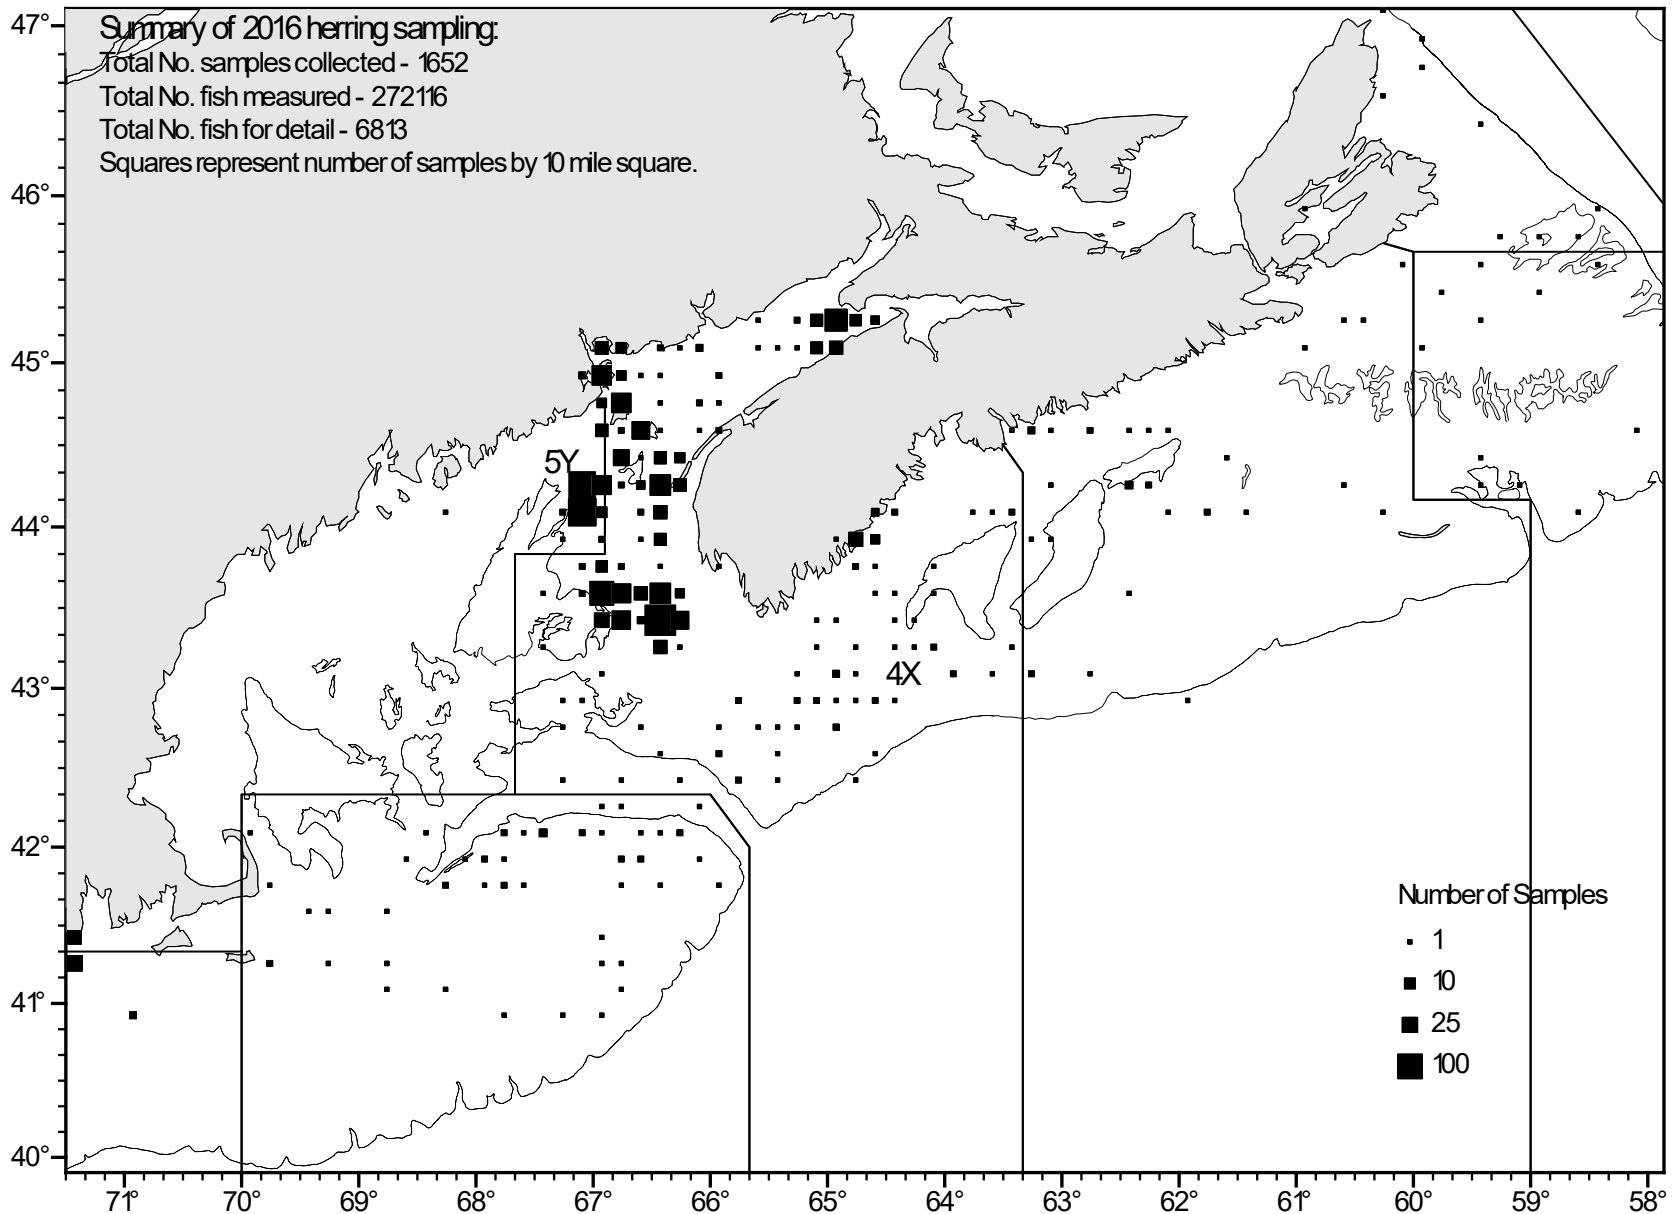 Summary of 2016 herring sampling:
Total No. samples collected - 1652
Total No. fish measured - 272116
Total No. fish for detail - 6813
Squares represent number of samples by 10 mile square.
47°
46°
45°
44°
43°
42°
41°
40°
5Y
4X
Number of Samples
1
10
25
100
71° 70° 69° 68° 67° 66° 65° 64° 63° 62° 61° 60° 59° 58°